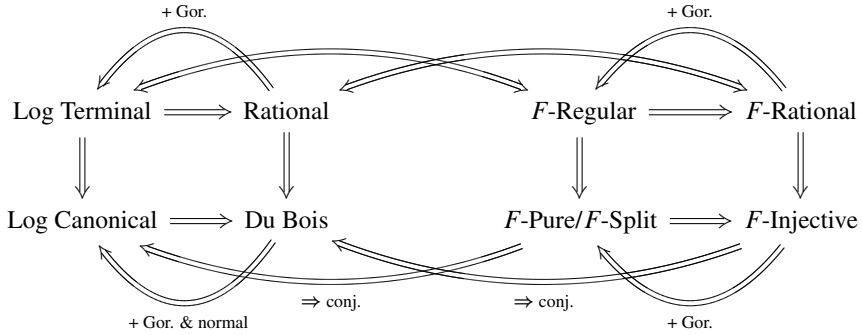 + Gor. + Gor.
Log Terminal Rational F-Regular F-Rational
Log Canonical Du Bois F-Pure/F-Split F-Injective
⇒ conj. ⇒ conj.
+ Gor. & normal + Gor.